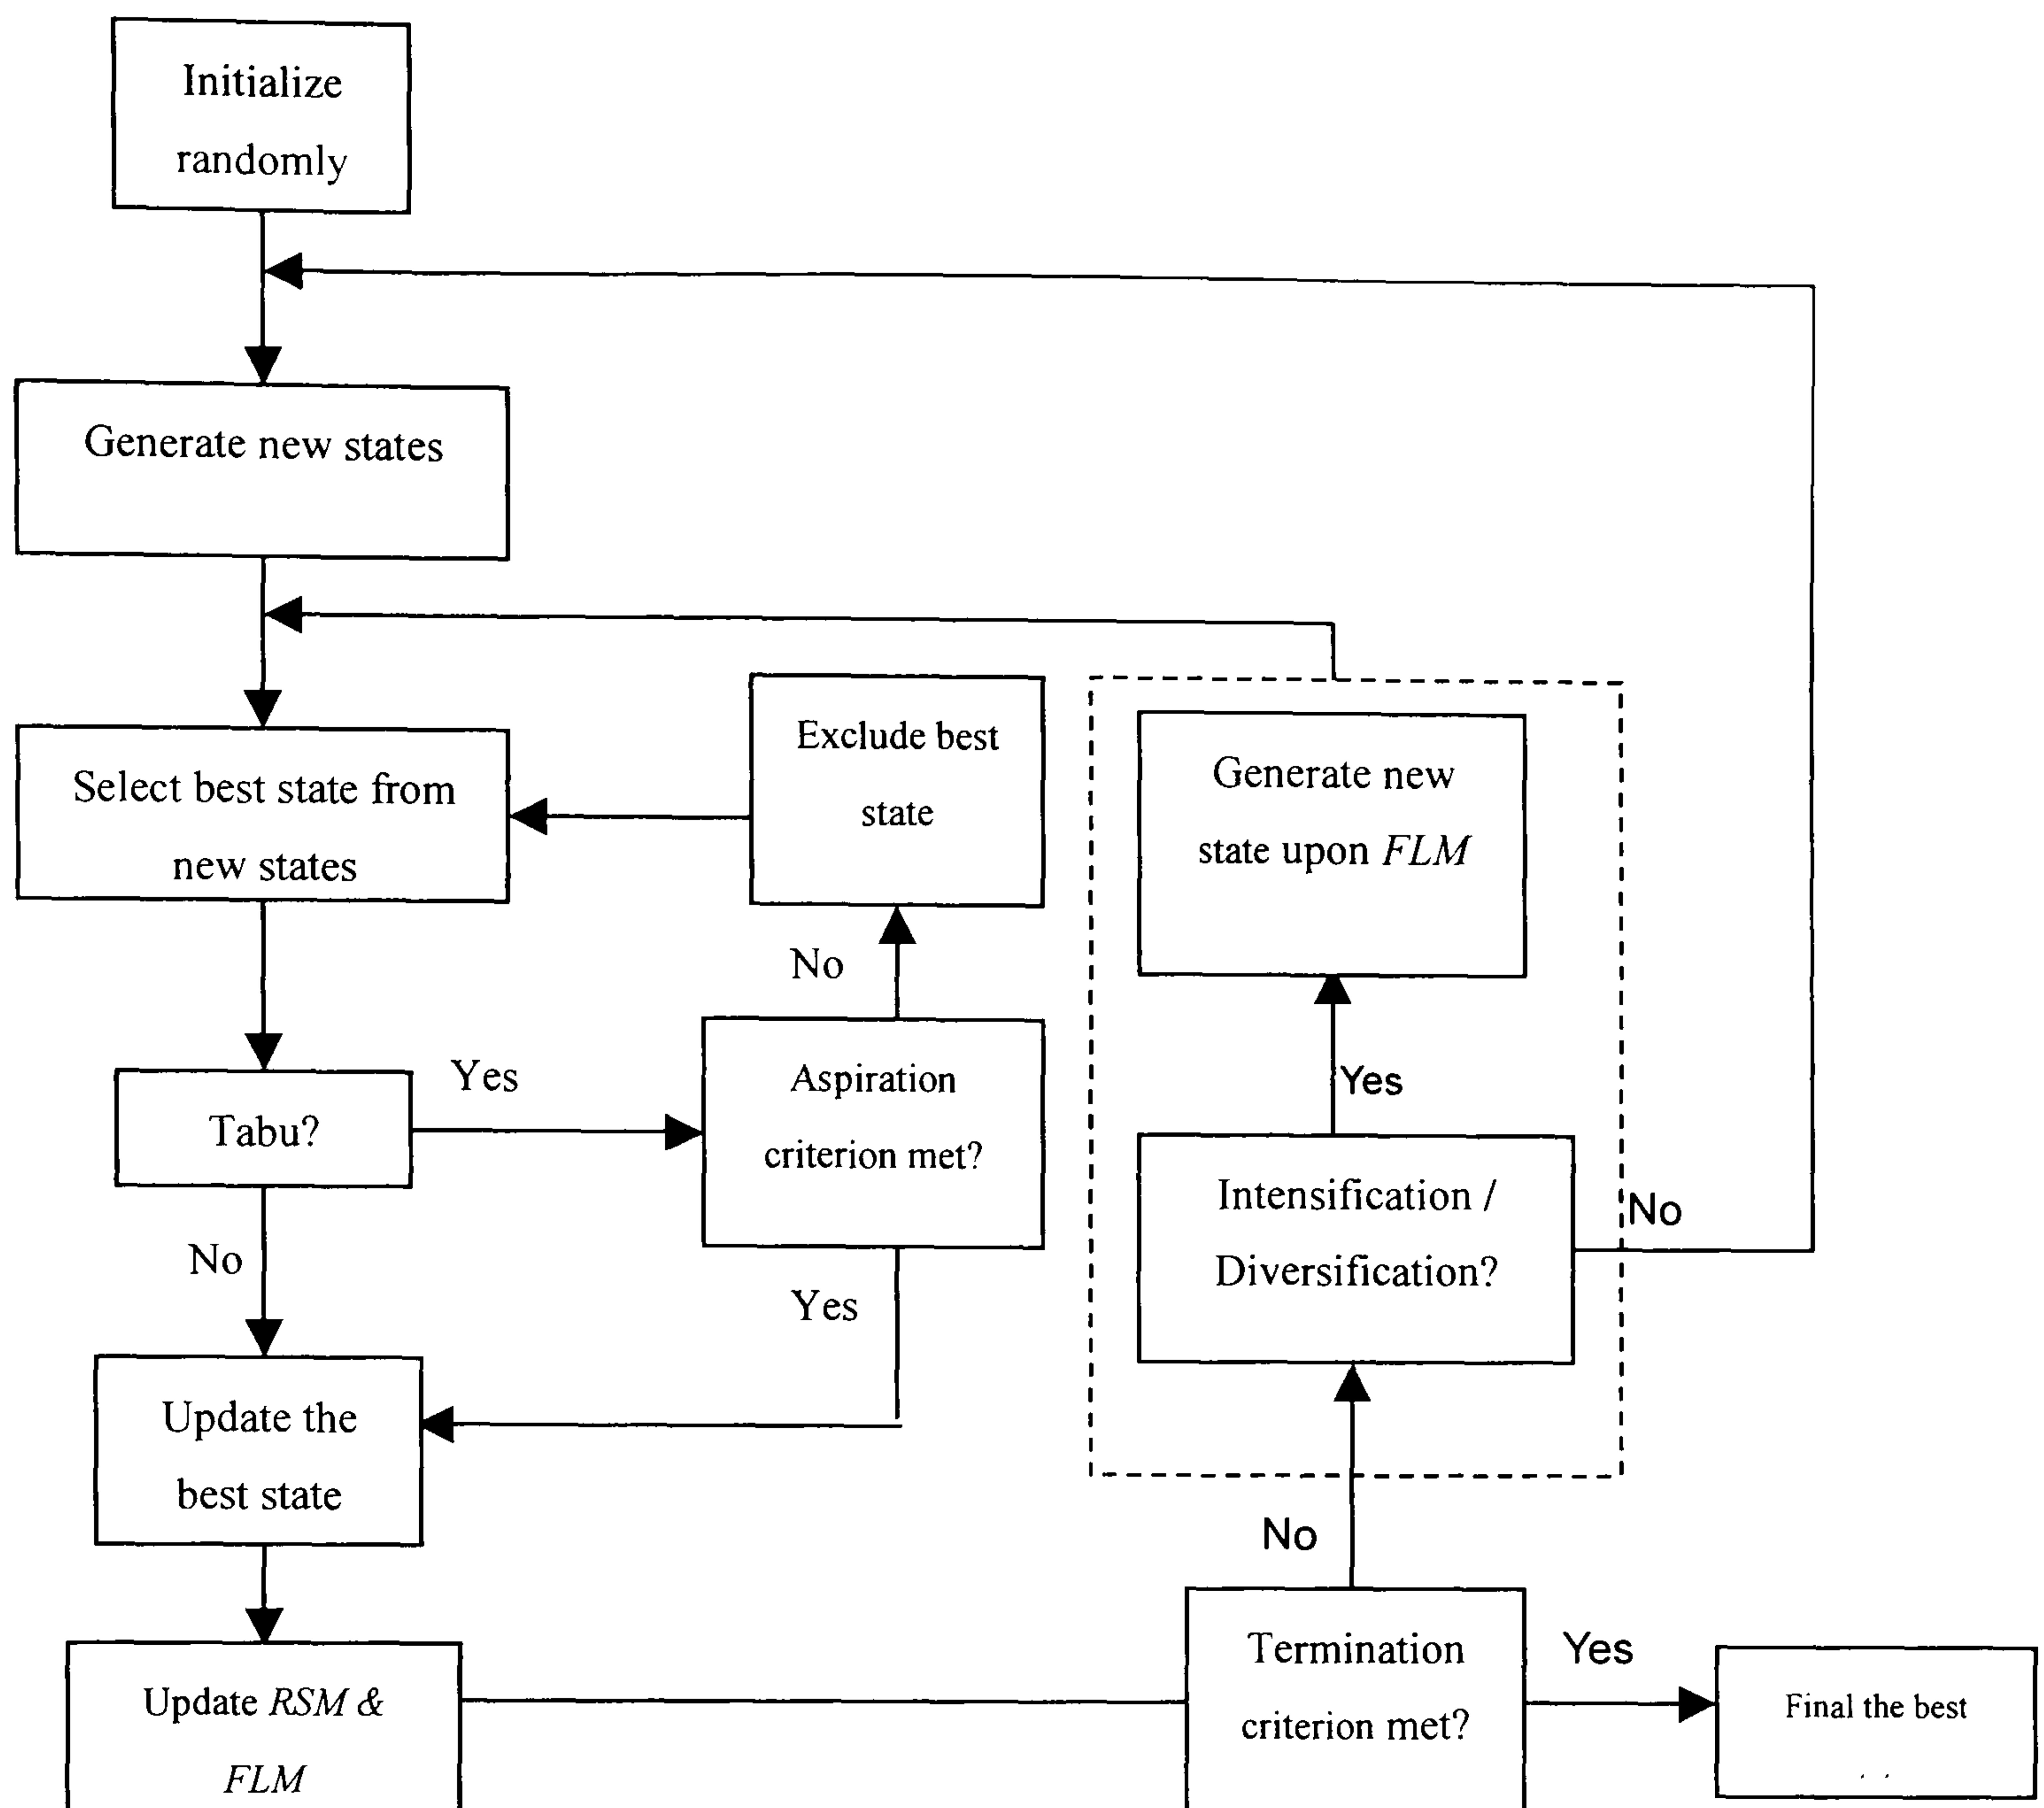 Initialize
randomly
Generate new states
Select best state from
new states
Exclude best
state
Generate new
state upon FLM
No
Yes
Tabu?
Yes
Aspiration
criterion met?
Intensification /
Diversification?
No
No
Yes
Update the
best state
No
Update RSM &
FLM
Termination
criterion met?
Yes
Final the best